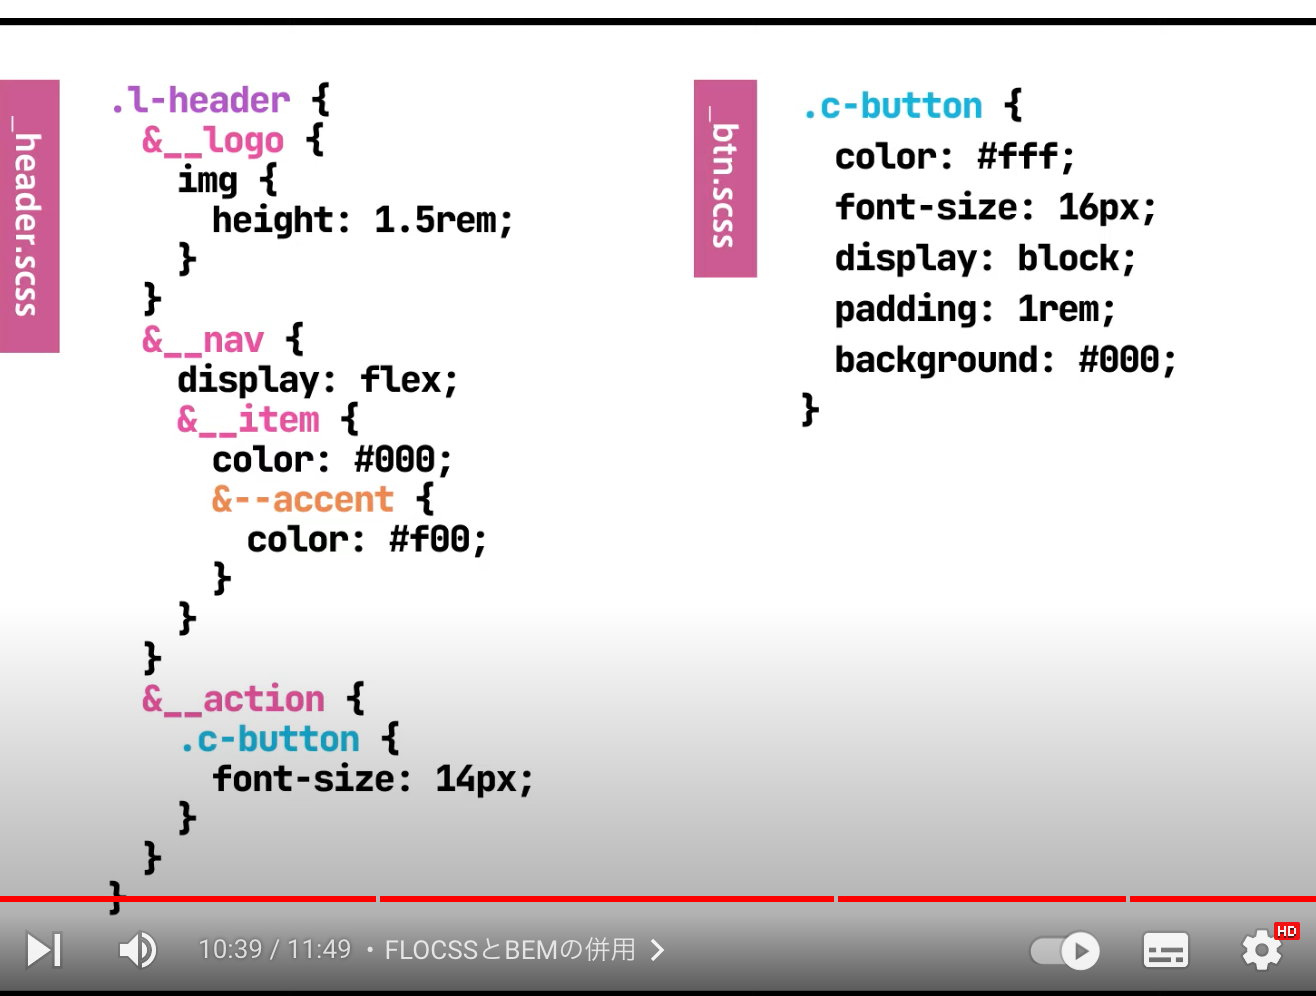 _header.scss
.l-header {
&__logo {
img {
height: 1.5rem;
}
}
&__nav {
display: flex;
&__item {
color: #000;
&--accent {
color: #f00;
}
}
}
&__action {
.c-button {
font-size: 14px;
}
}
}
_btn.scss
.c-button {
color: #fff;
font-size: 16px;
display: block;
padding: 1rem;
background: #000;
}
10:39 / 11:49 ・ FLOCSSとBEMの併用
HD